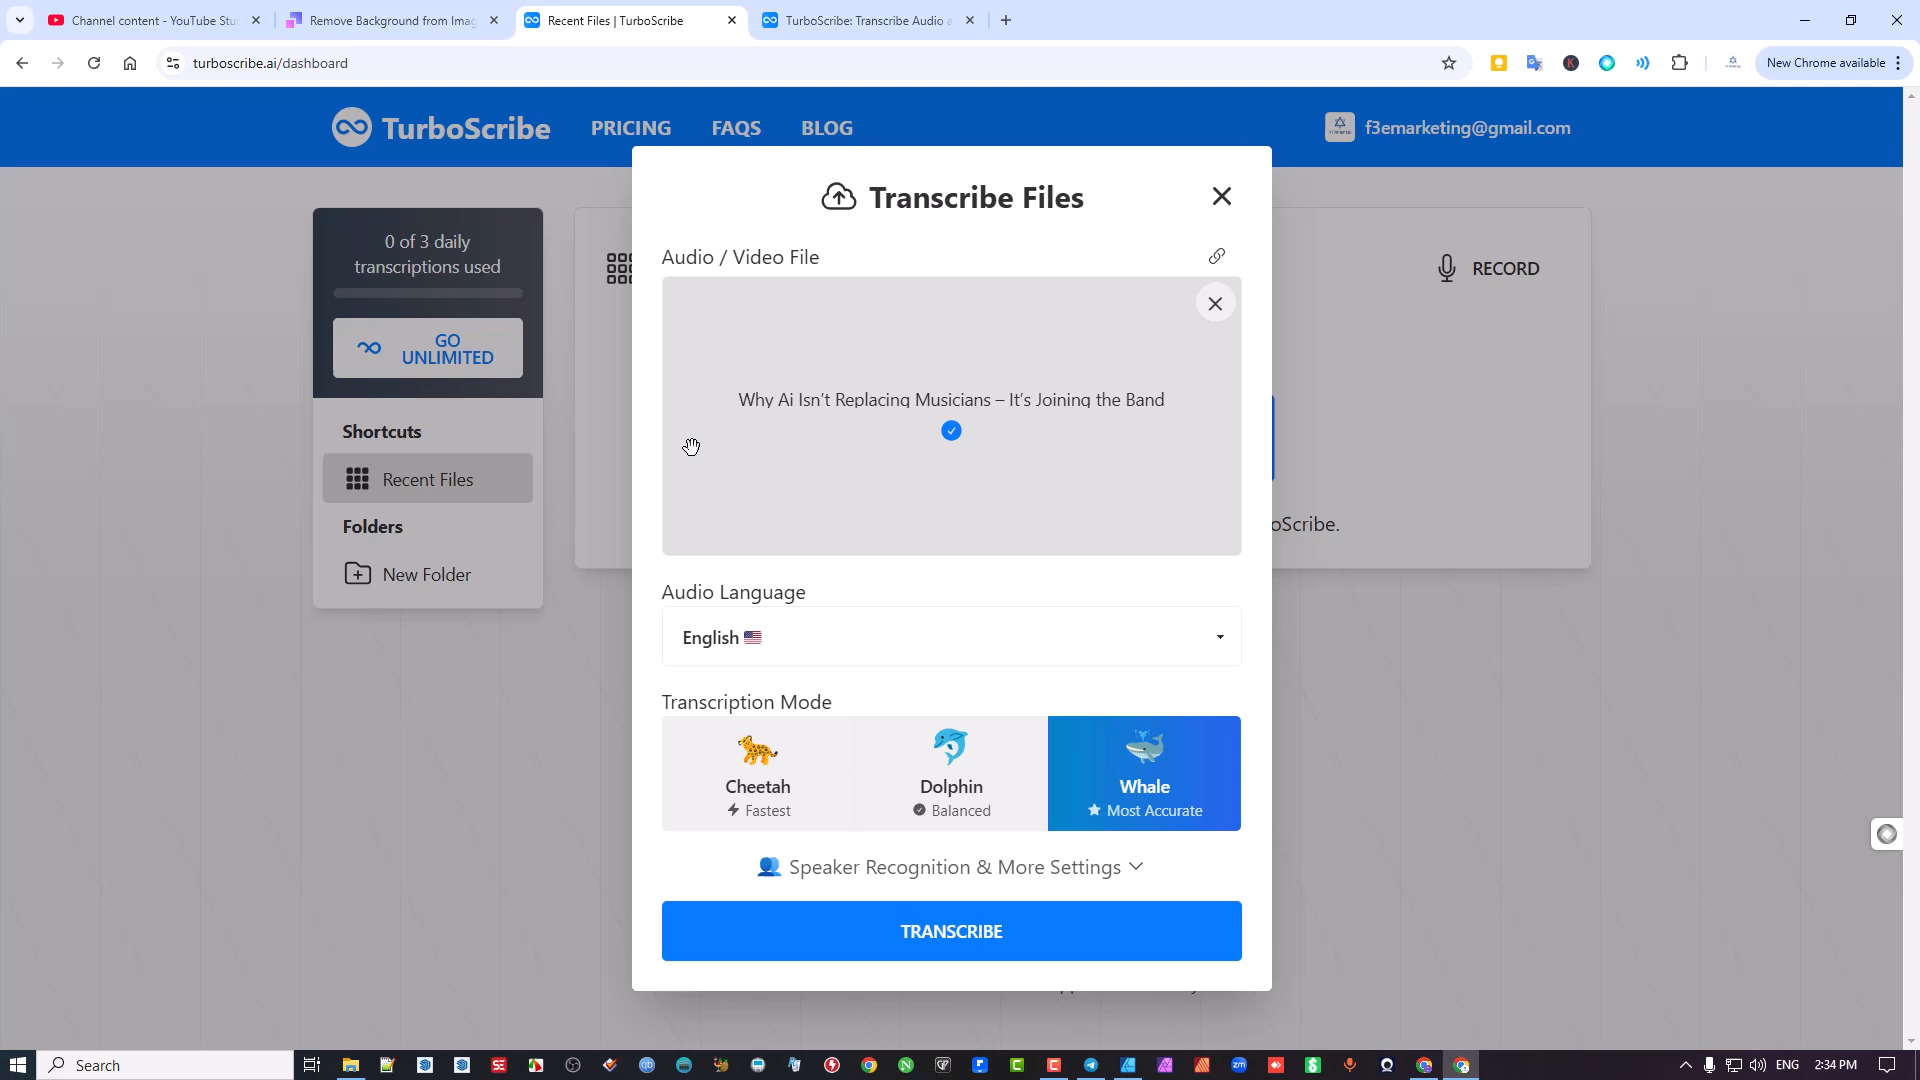 Channel content - YouTube Stu
Remove Background from Imag
Recent Files | TurboScribe
TurboScribe: Transcribe Audio a
turboscribe.ai/dashboard
New Chrome available
TurboScribe
PRICING
FAQS
BLOG
f3emarketing@gmail.com
0 of 3 daily
transcriptions used
GO
UNLIMITED
Shortcuts
Recent Files
Folders
New Folder
RECORD
oScribe.
Transcribe Files
Audio / Video File
Why Ai Isn't Replacing Musicians – It's Joining the Band
Audio Language
English
Transcription Mode
Cheetah
Fastest
Dolphin
Balanced
Whale
Most Accurate
Speaker Recognition & More Settings
TRANSCRIBE
Search
ENG
2:34 PM